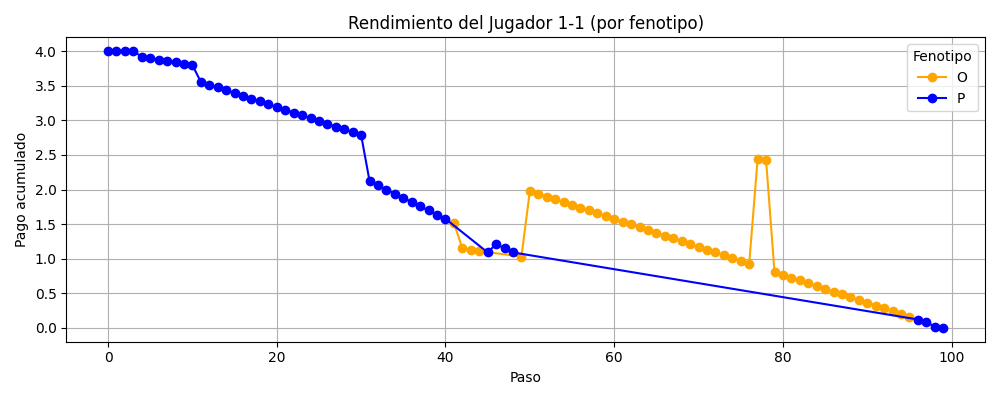 Rendimiento del Jugador 1-1 (por fenotipo)
Pago acumulado
4.0
3.5
3.0
2.5
2.0
1.5
1.0
0.5
0.0
Fenotipo
O
P
0 20 40 60 80 100
Paso